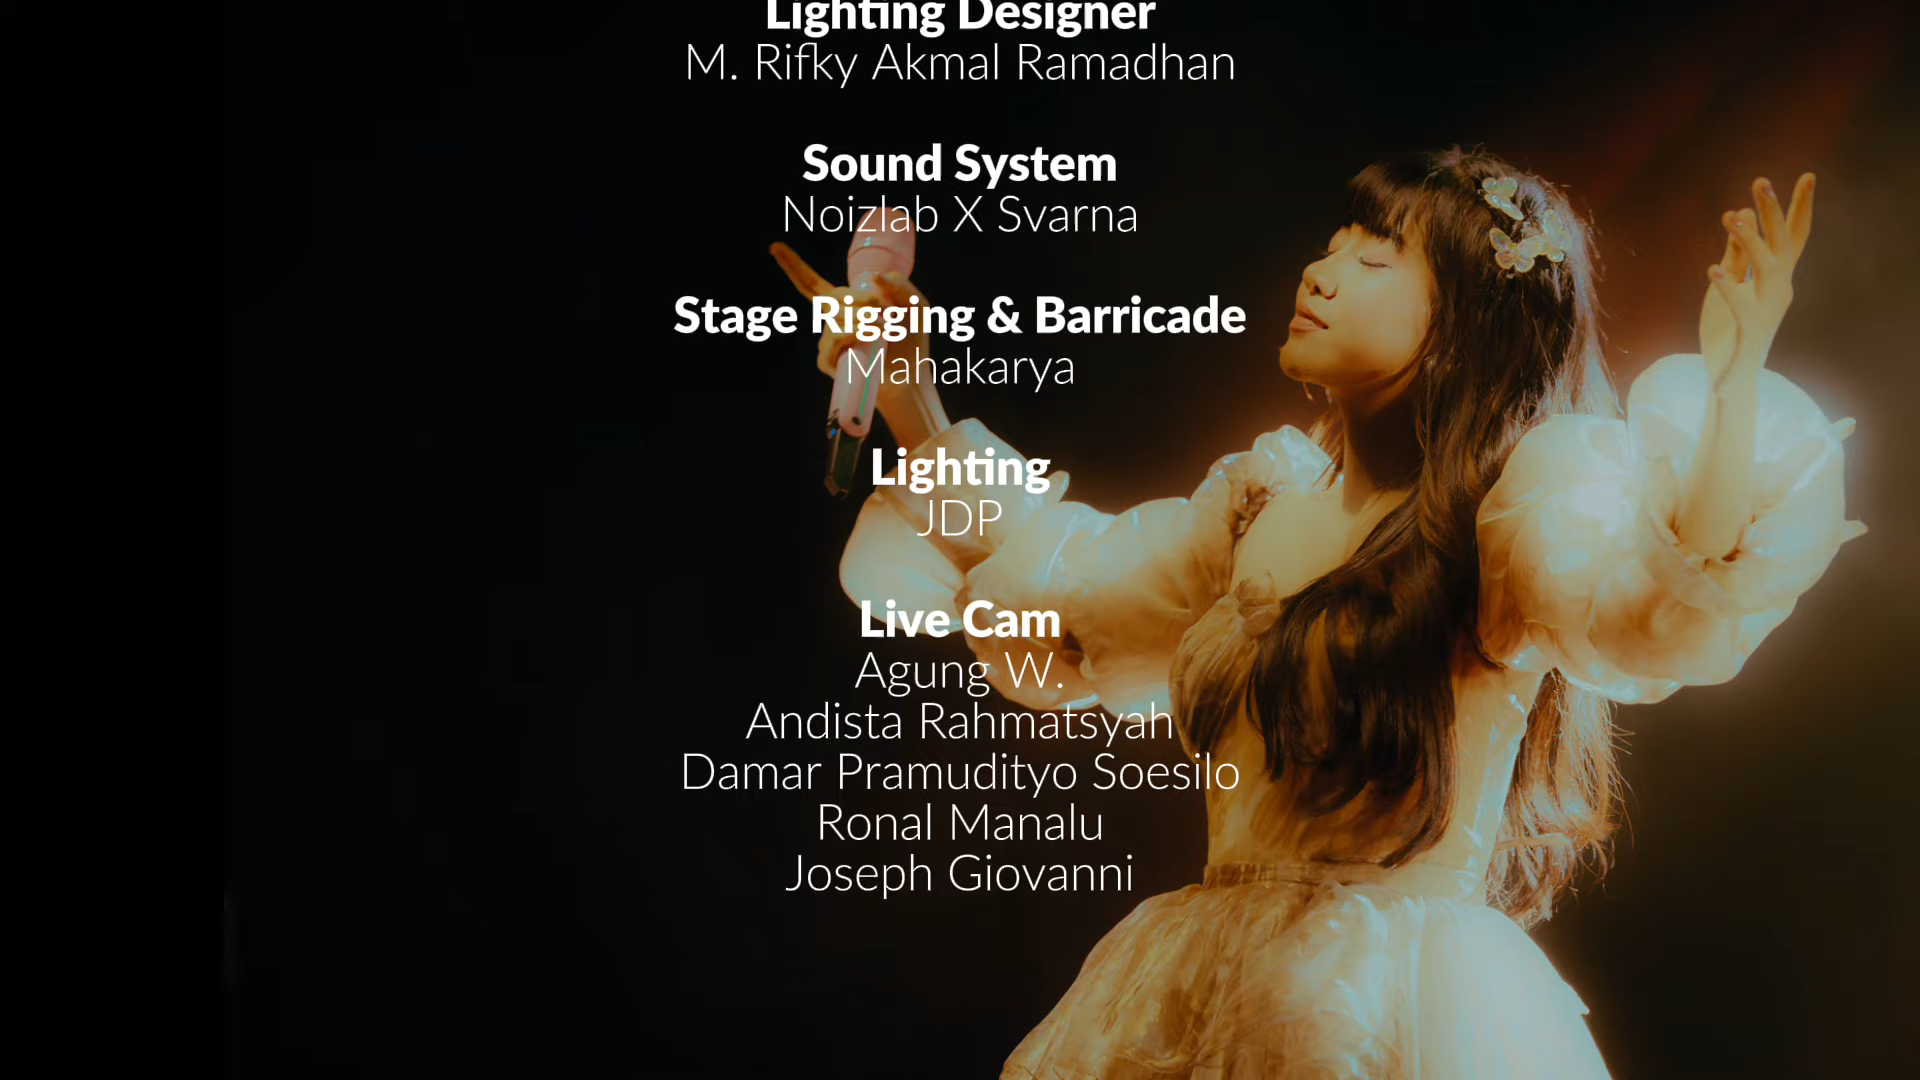 Lighting Designer
M. Rifky Akmal Ramadhan
Sound System
Noizlab X Svarna
Stage Rigging & Barricade
Mahakarya
Lighting
JDP
Live Cam
Agung W.
Andista Rahmatsyah
Damar Pramudityo Soesilo
Ronal Manalu
Joseph Giovanni